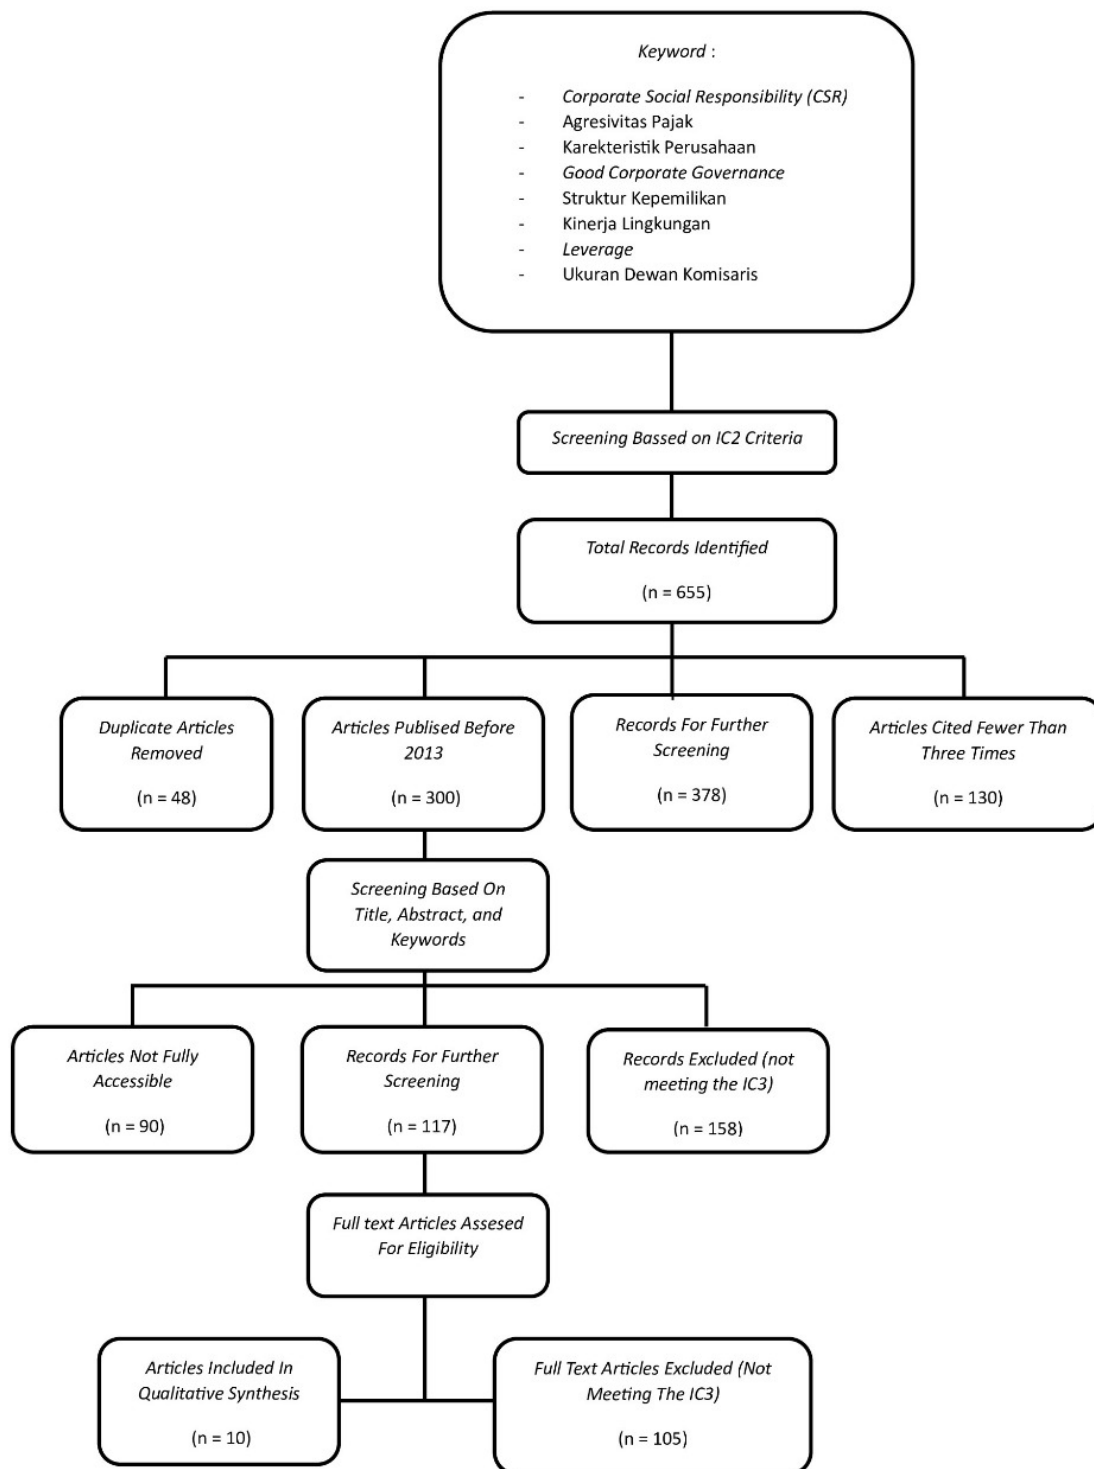 Keyword :
- Corporate Social Responsibility (CSR)
- Agresivitas Pajak
- Karekteristik Perusahaan
- Good Corporate Governance
- Struktur Kepemilikan
- Kinerja Lingkungan
- Leverage
- Ukuran Dewan Komisaris
Screening Bassed on IC2 Criteria
Total Records Identified
(n = 655)
Duplicate Articles
Removed
(n = 48)
Articles Publised Before
2013
(n = 300)
Records For Further
Screening
(n = 378)
Articles Cited Fewer Than
Three Times
(n = 130)
Screening Based On
Title, Abstract, and
Keywords
Articles Not Fully
Accessible
(n = 90)
Records For Further
Screening
(n = 117)
Records Excluded (not
meeting the IC3)
(n = 158)
Full text Articles Assesed
For Eligibility
Articles Included In
Qualitative Synthesis
(n = 10)
Full Text Articles Excluded (Not
Meeting The IC3)
(n = 105)